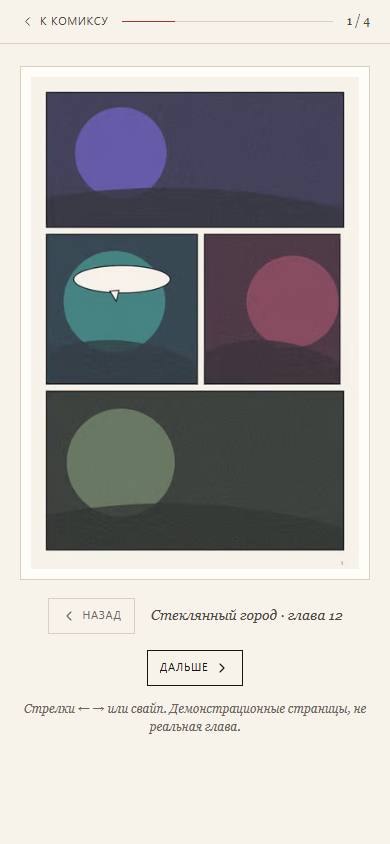 К КОМИКСУ
1 / 4
НАЗАД
Стеклянный город · глава 12
ДАЛЬШЕ
Стрелки ← → или свайп. Демонстрационные страницы, не
реальная глава.